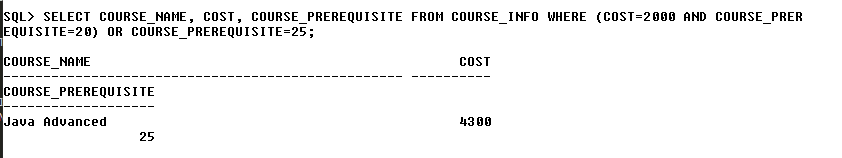 SQL> SELECT COURSE_NAME, COST, COURSE_PREREQUISITE FROM COURSE_INFO WHERE (COST=2000 AND COURSE_PRER
EQUISITE=20) OR COURSE_PREREQUISITE=25;
COURSE_NAME COST
-------------------------------------------------- ----------
COURSE_PREREQUISITE
-------------------
Java Advanced 4300
25